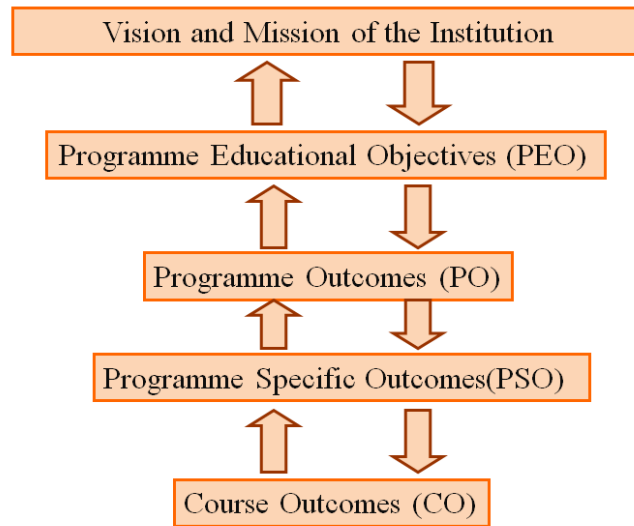 Vision and Mission of the Institution
Programme Educational Objectives (PEO)
Programme Outcomes (PO)
Programme Specific Outcomes(PSO)
Course Outcomes (CO)